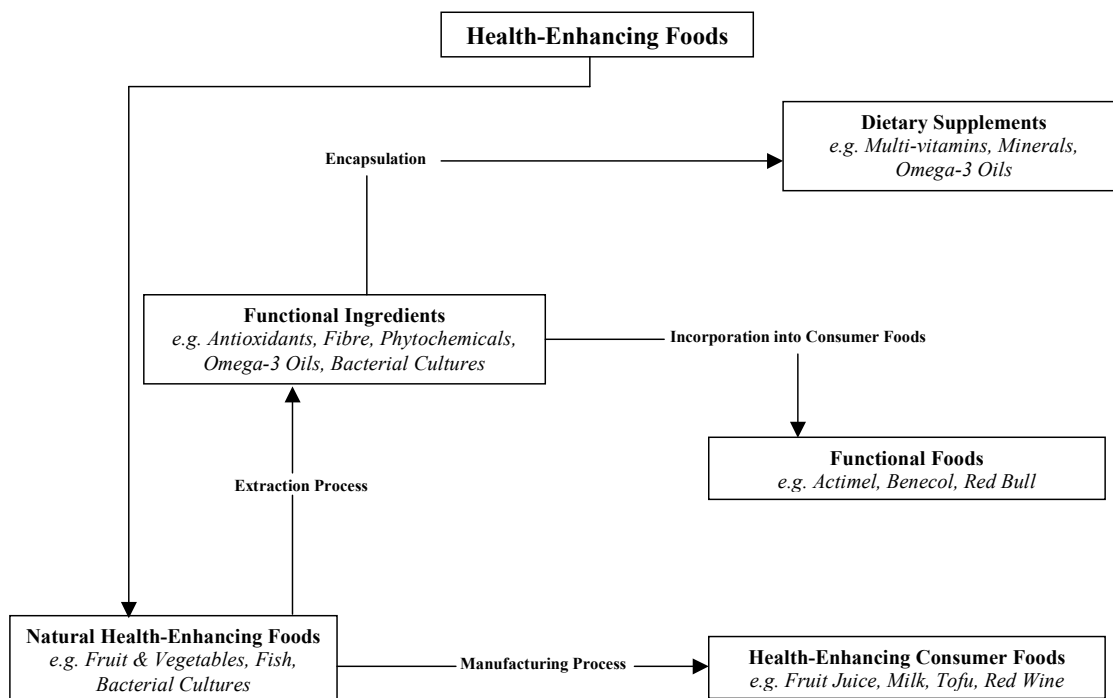 Health-Enhancing Foods
Dietary Supplements
e.g. Multi-vitamins, Minerals,
Omega-3 Oils
Encapsulation
Functional Ingredients
e.g. Antioxidants, Fibre, Phytochemicals,
Omega-3 Oils, Bacterial Cultures
Incorporation into Consumer Foods
Functional Foods
e.g. Actimel, Benecol, Red Bull
Extraction Process
Natural Health-Enhancing Foods
e.g. Fruit & Vegetables, Fish,
Bacterial Cultures
Manufacturing Process
Health-Enhancing Consumer Foods
e.g. Fruit Juice, Milk, Tofu, Red Wine